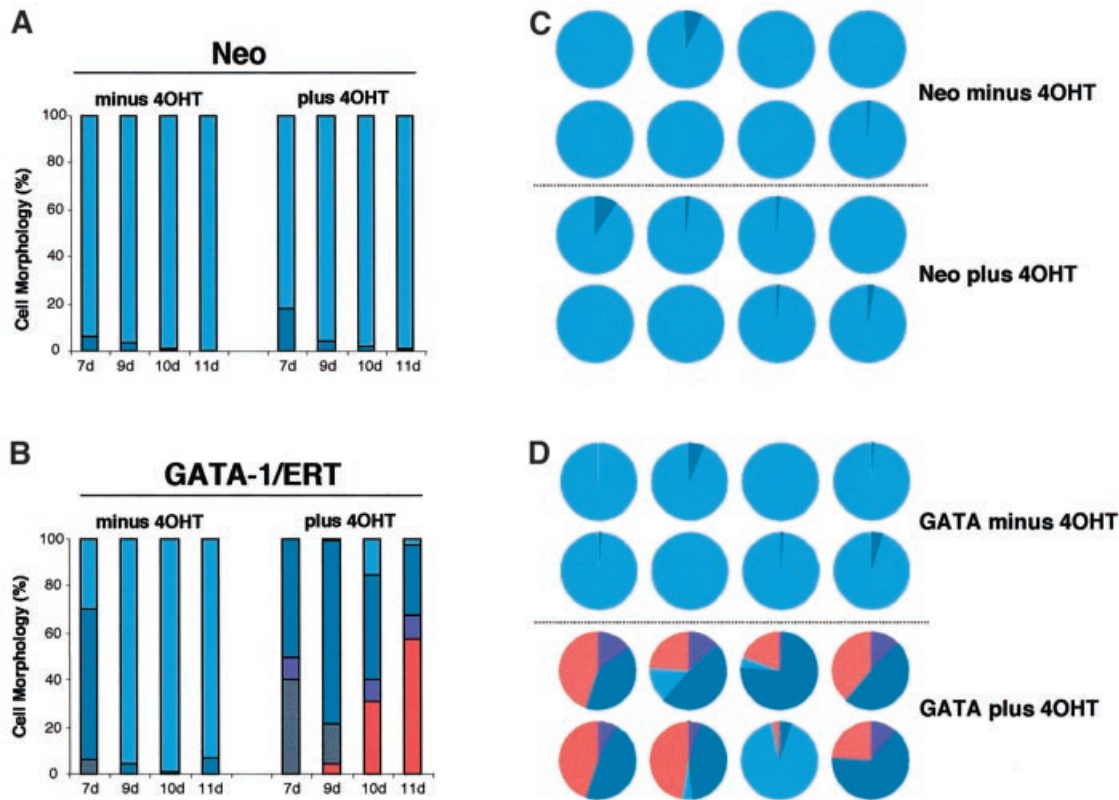 A
Neo
minus 4OHT
plus 4OHT
Cell Morphology (%)
100
80
60
40
20
0
7d 9d 10d 11d 7d 9d 10d 11d
C
Neo minus 4OHT
Neo plus 4OHT
B
GATA-1/ERT
minus 4OHT
plus 4OHT
Cell Morphology (%)
100
80
60
40
20
0
7d 9d 10d 11d 7d 9d 10d 11d
D
GATA minus 4OHT
GATA plus 4OHT